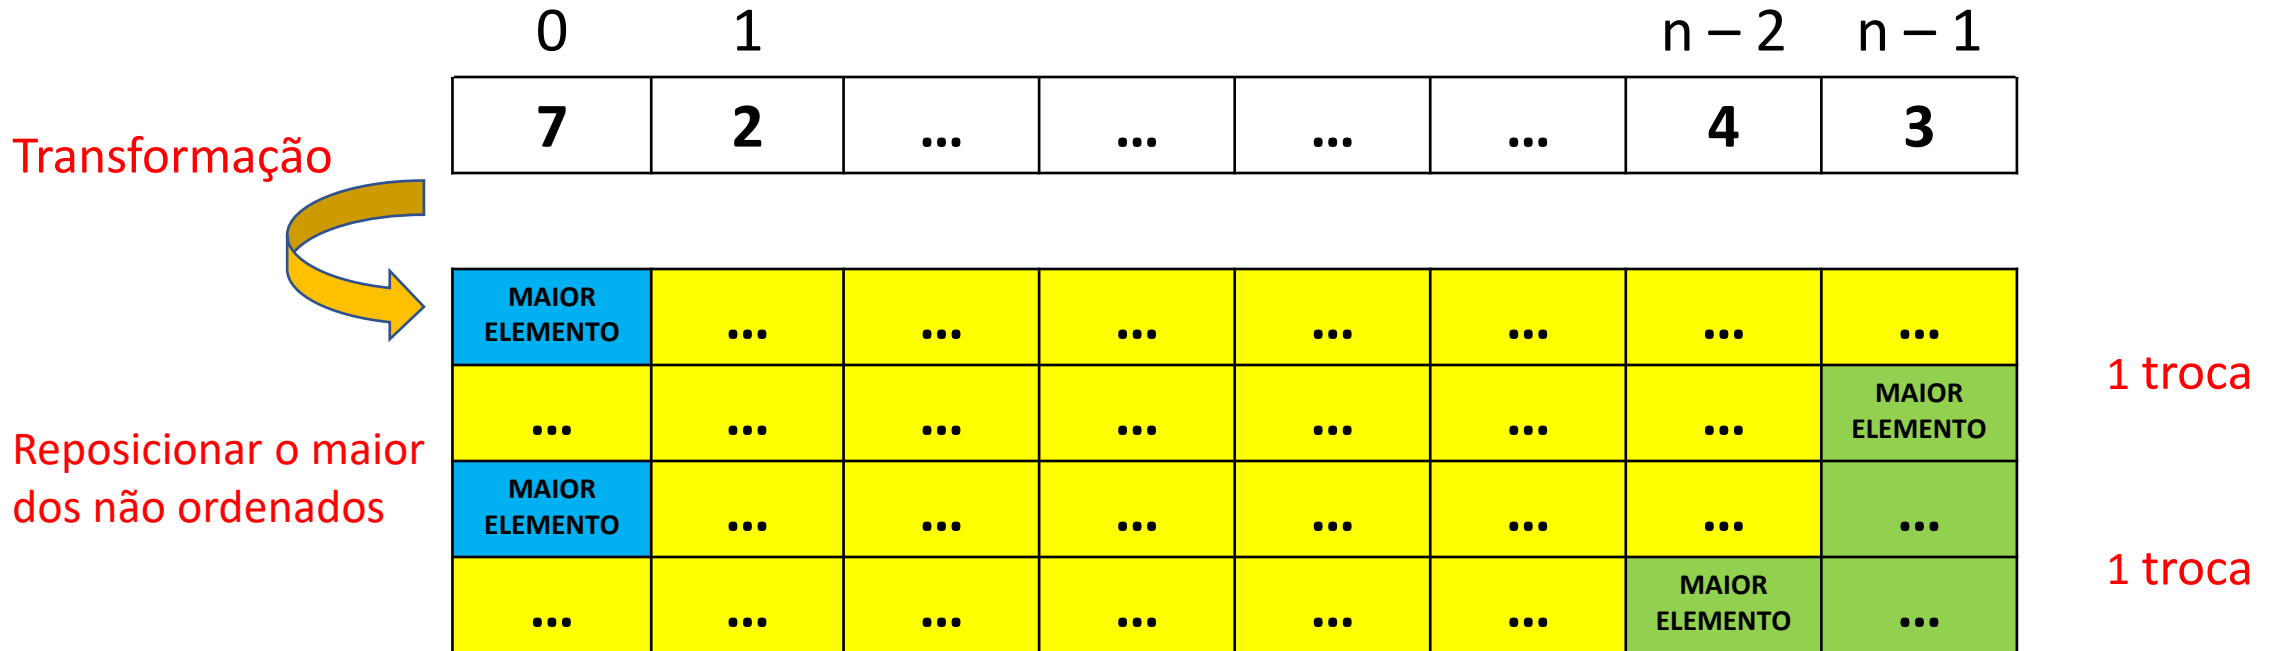 0 1 n – 2 n – 1
7 2 ... ... ... ... 4 3
Transformação
MAIOR
ELEMENTO ... ... ... ... ... ... ...
1 troca
... ... ... ... ... ... ... MAIOR
ELEMENTO
Reposicionar o maior
dos não ordenados
MAIOR
ELEMENTO ... ... ... ... ... ... ...
1 troca
... ... ... ... ... ... MAIOR
ELEMENTO ...